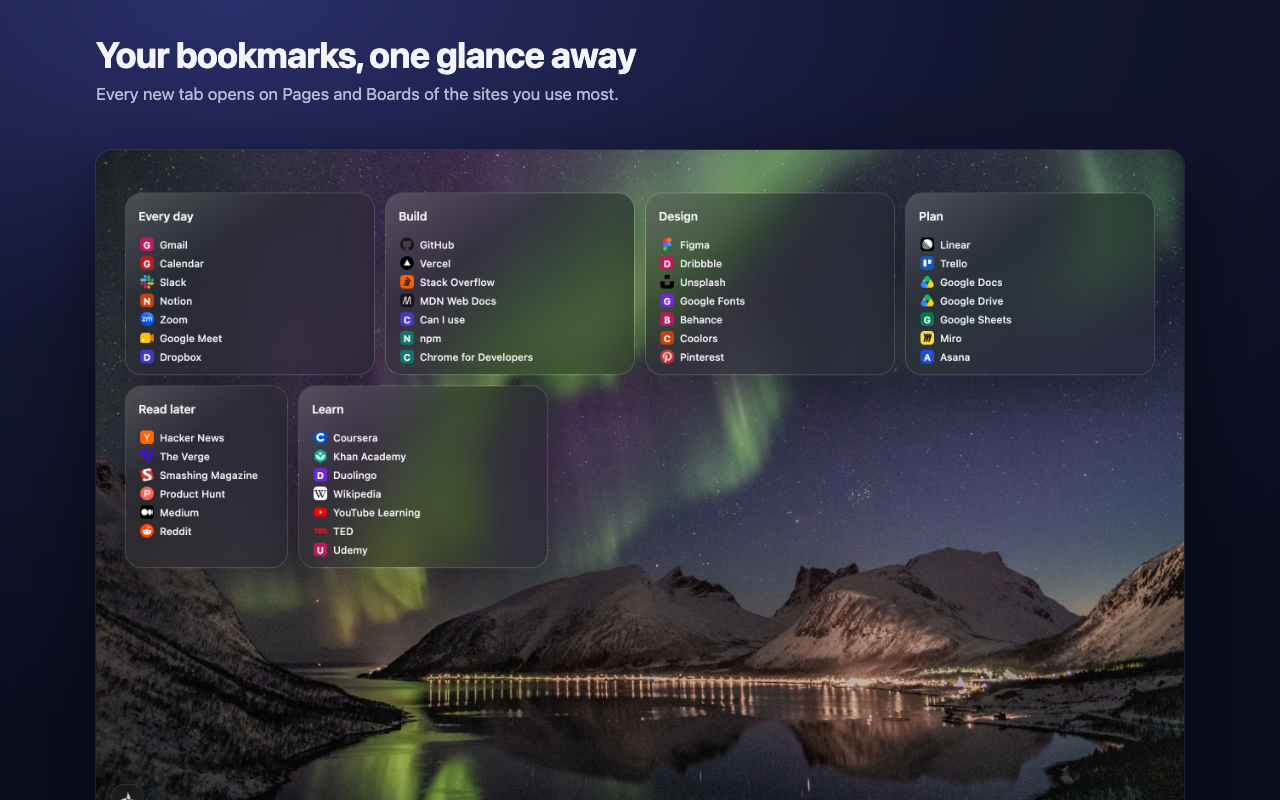 Your bookmarks, one glance away
Every new tab opens on Pages and Boards of the sites you use most.
Every day
G Gmail
G Calendar
Slack
N Notion
zm Zoom
Google Meet
D Dropbox
Build
GitHub
Vercel
Stack Overflow
MDN Web Docs
C Can I use
N npm
C Chrome for Developers
Design
Figma
D Dribbble
Unsplash
G Google Fonts
B Behance
C Coolors
Pinterest
Plan
Linear
Trello
Google Docs
Google Drive
G Google Sheets
Miro
A Asana
Read later
Y Hacker News
The Verge
S Smashing Magazine
P Product Hunt
Medium
Reddit
Learn
C Coursera
Khan Academy
D Duolingo
W Wikipedia
YouTube Learning
TED TED
U Udemy